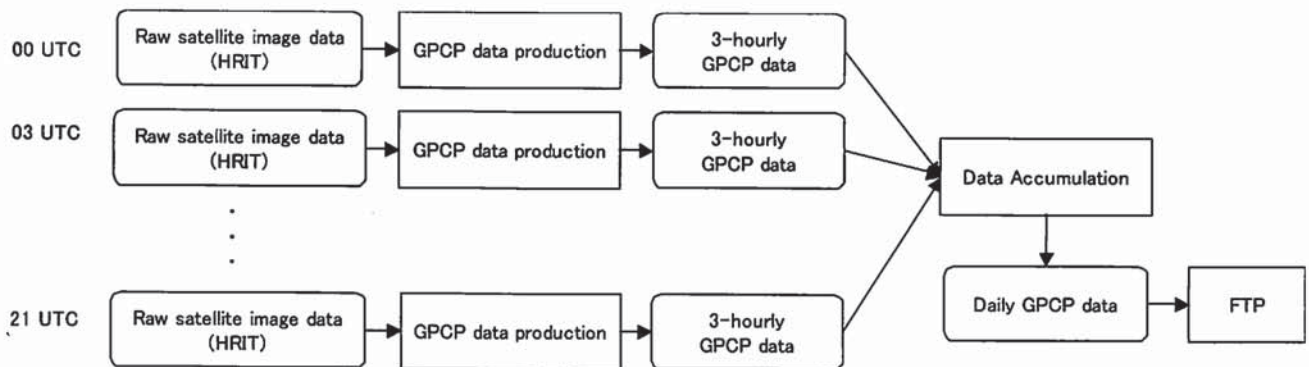 00 UTC
Raw satellite image data
(HRIT)
GPCP data production
3-hourly
GPCP data
03 UTC
Raw satellite image data
(HRIT)
GPCP data production
3-hourly
GPCP data
Data Accumulation
21 UTC
Raw satellite image data
(HRIT)
GPCP data production
3-hourly
GPCP data
Daily GPCP data
FTP